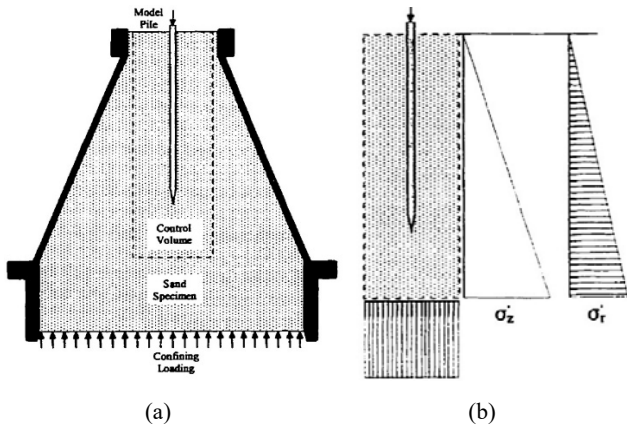 Model
Pile
Control
Volume
Sand
Specimen
Confining
Loading
σ'z
σ'r
(a)
(b)